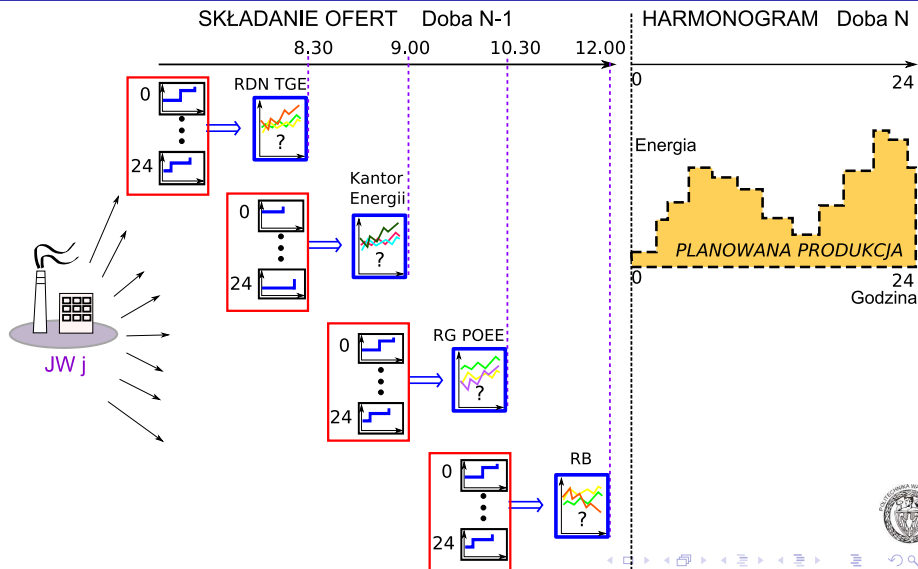 SKŁADANIE OFERT Doba N-1
HARMONOGRAM Doba N
8.30
9.00
10.30
12.00
0
24
RDN TGE
0
24
?
Energia
Kantor
Energii
0
24
?
PLANOWANA PRODUKCJA
0
24
Godzina
JW j
RG POEE
0
24
?
RB
0
24
?